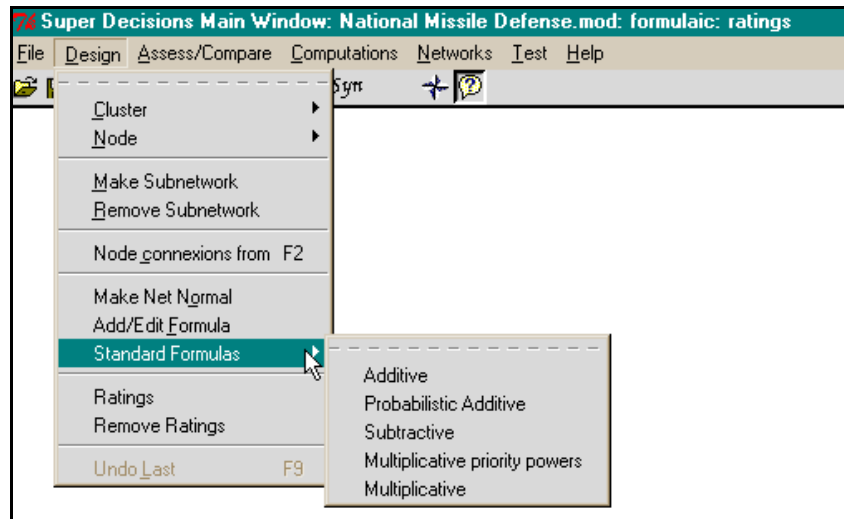 Super Decisions Main Window: National Missile Defense.mod: formulaic: ratings
File Design Assess/Compare Computations Networks Test Help
Syn
Cluster
Node
Make Subnetwork
Remove Subnetwork
Node connexions from F2
Make Net Normal
Add/Edit Formula
Standard Formulas
Ratings
Remove Ratings
Undo Last F9
Additive
Probabilistic Additive
Subtractive
Multiplicative priority powers
Multiplicative